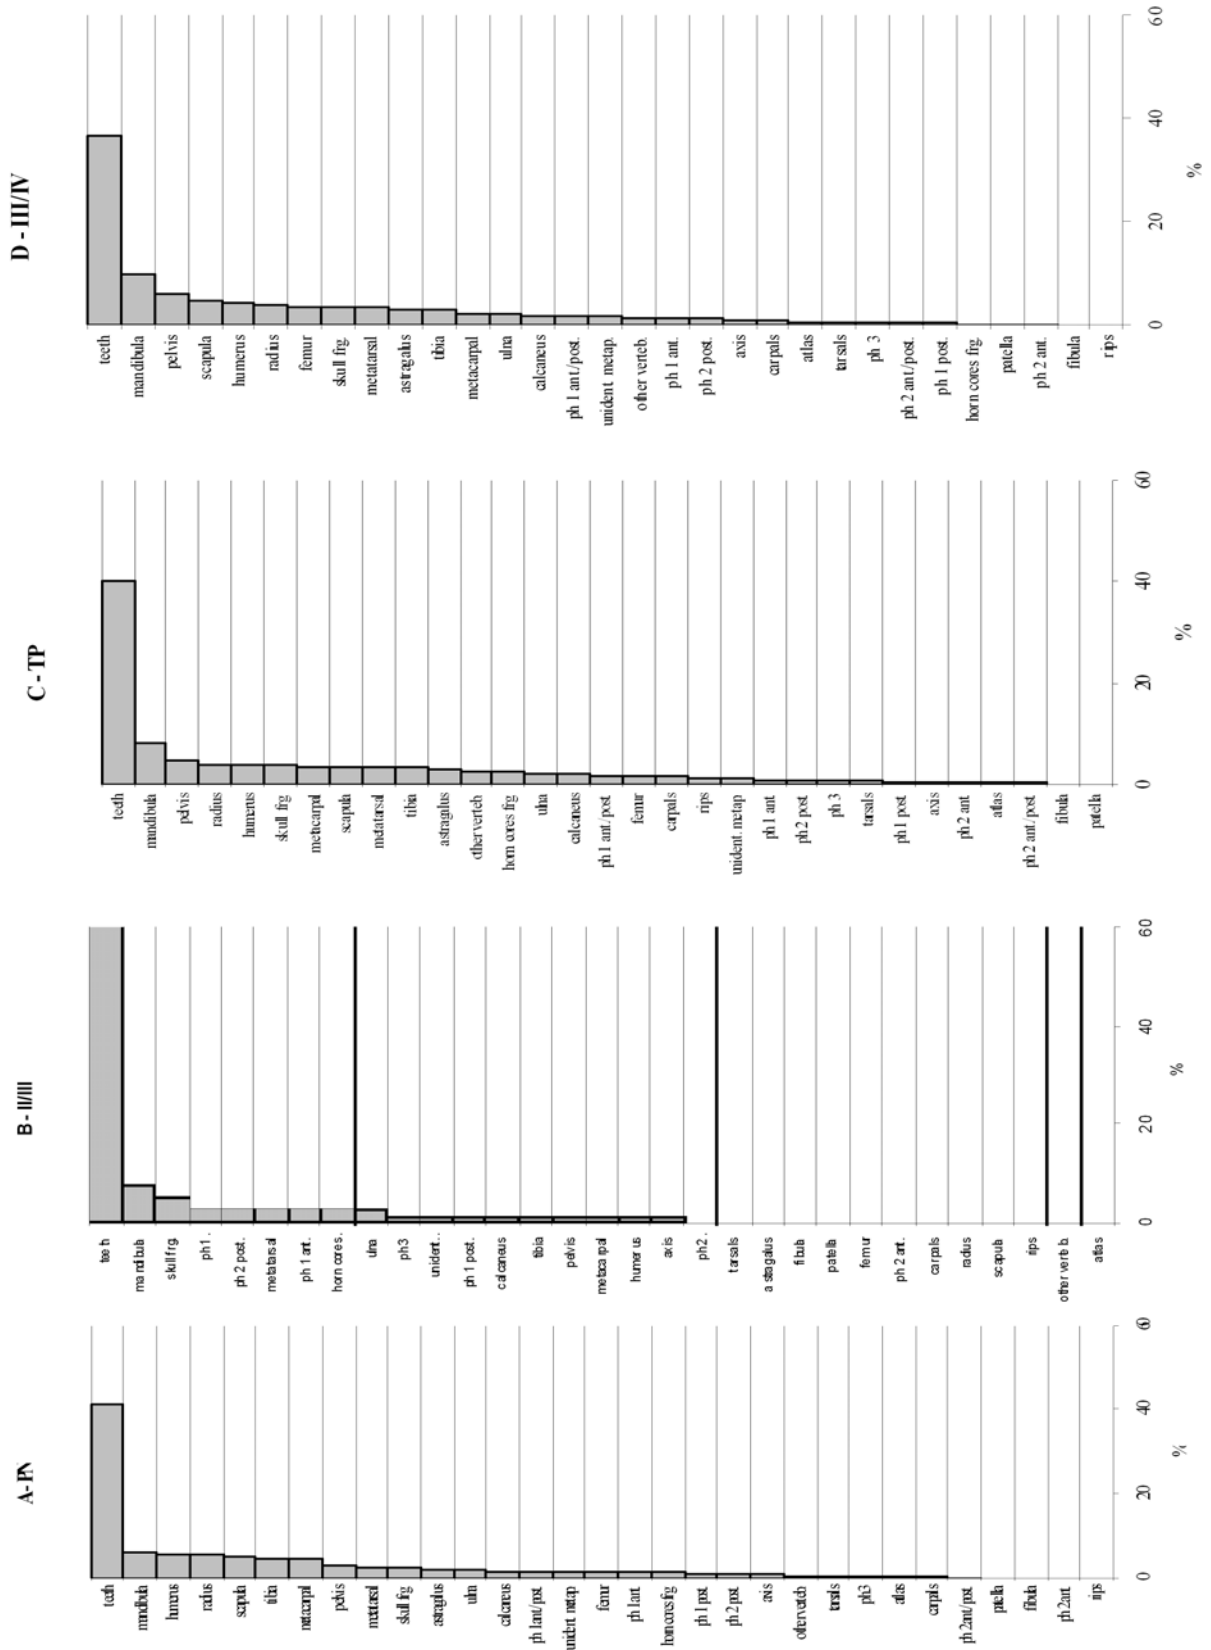 D - III/IV
teeth
mandibula
pelvis
scapula
humerus
radius
femur
skull frg.
metatarsal
astragalus
tibia
metacarpal
ulna
calcaneus
ph 1 ant./post.
unident. metap.
other verteb.
ph 1 ant.
ph 2 post.
axis
carpals
atlas
tarsals
ph 3
ph 2 ant./post.
ph 1 post.
horn cores frg.
patella
ph 2 ant.
fibula
rips
0
20
40
60
%
C - TP
teeth
mandibula
pelvis
radius
humerus
skull frg
metacarpal
scapula
metatarsal
tibia
astragulus
other verteb
horn cores frg
ulna
calcaneus
ph 1 ant./post
femur
carpals
rips
unident. metap
ph 1 ant
ph 2 post
ph 3
tarsals
ph 1 post
axis
ph 2 ant
atlas
ph 2 ant./post
fibula
patella
0
20
40
60
%
B - II/III
teeth
mandibula
skull frg.
ph1 .
ph 2 post.
metatarsal
ph 1 ant.
horn cores .
ulna
ph3
unident. .
ph 1 post.
calcaneus
tibia
pelvis
metacarpal
humerus
axis
ph2 .
tarsals
astragalus
fibula
patella
femur
ph 2 ant.
carpals
radius
scapula
rips
other verteb.
atlas
0
20
40
60
%
A - PN
teeth
mandibula
humerus
radius
scapula
tibia
metacarpal
pelvis
metatarsal
skull frg
astragulus
ulna
calcaneus
ph 1ant/post
unident metap
femur
ph 1ant
horn cores frg
ph 1 post
ph 2 post
axis
other verteb
tarsals
ph3
atlas
carpals
ph 2ant/post
patella
fibula
ph 2ant
rips
0
20
40
60
%